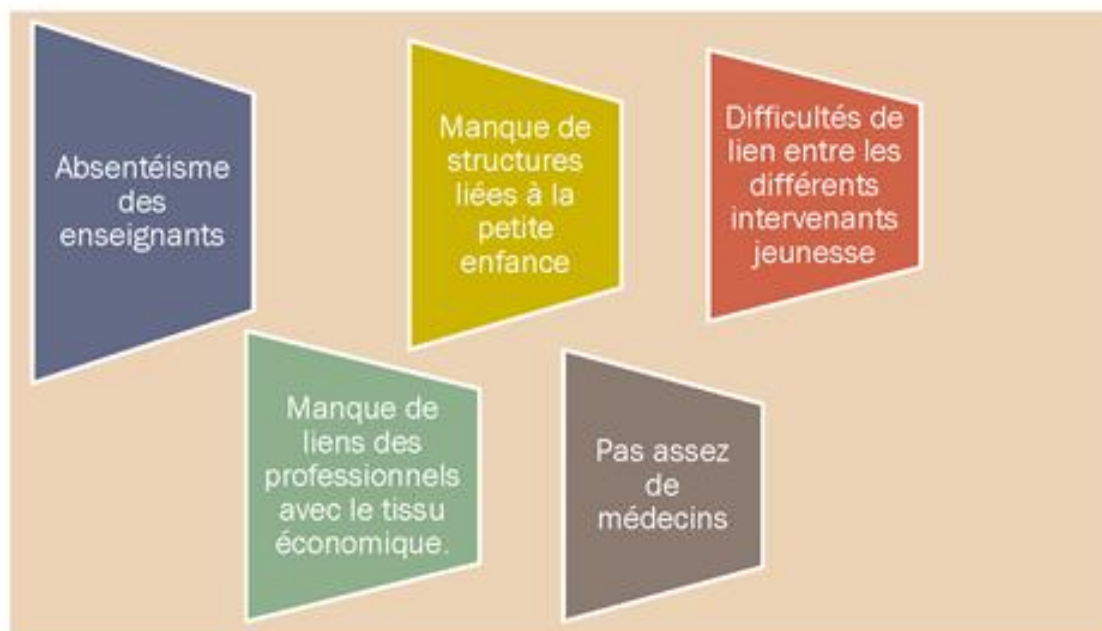 Absentéisme
des
enseignants
Manque de
structures
liées à la
petite
enfance
Difficultés de
lien entre les
différents
intervenants
jeunesse
Manque de
liens des
professionnels
avec le tissu
économique.
Pas assez
de
médecins